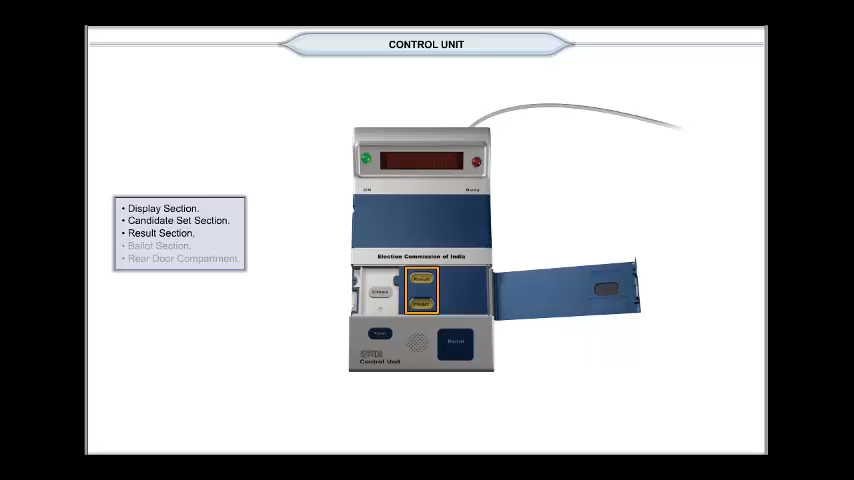 CONTROL UNIT
ON
Busy
• Display Section.
• Candidate Set Section.
• Result Section.
• Ballot Section.
• Rear Door Compartment.
Election Commission of India
Result
Close
PRINT
Total
Ballot
Control Unit